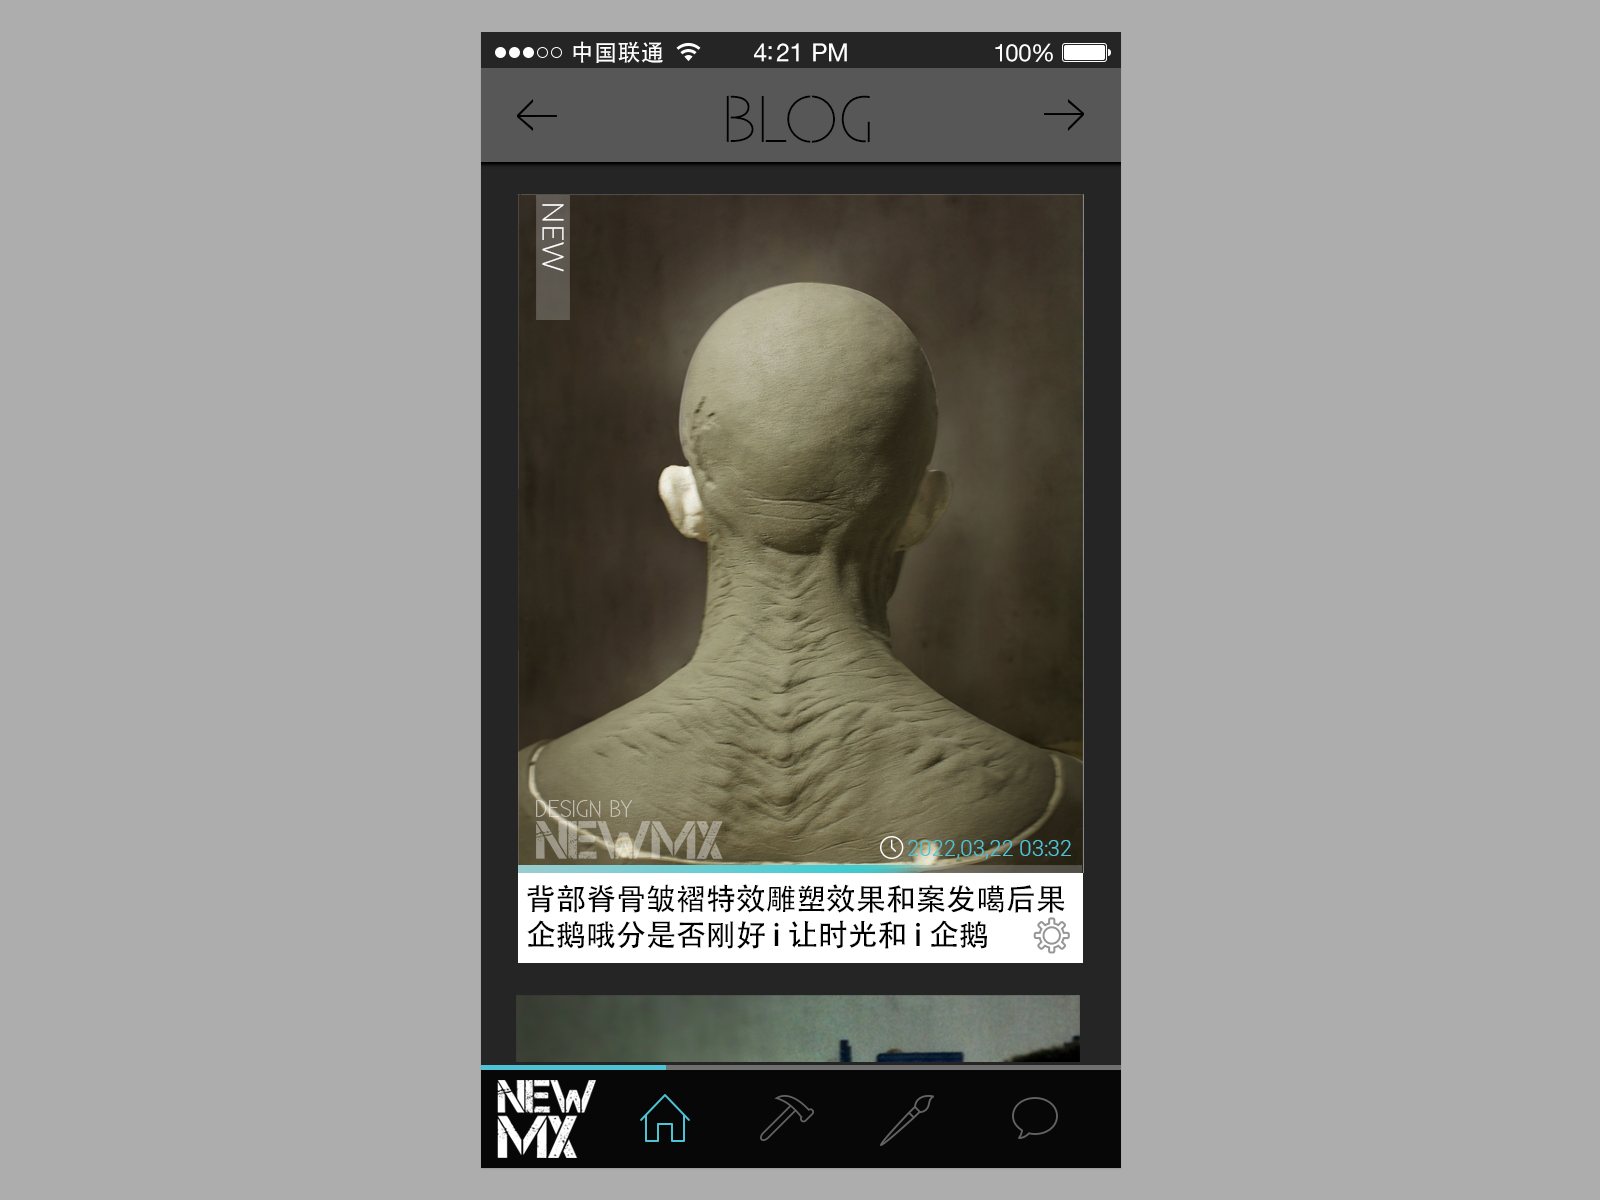 中国联通 4:21 PM 100%
BLOG
NEW
DESIGN BY
NEWMX
2022,03,22 03:32
背部脊骨皱褶特效雕塑效果和案发噶后果
企鹅哦分是否刚好i让时光和i企鹅
NEW
MX